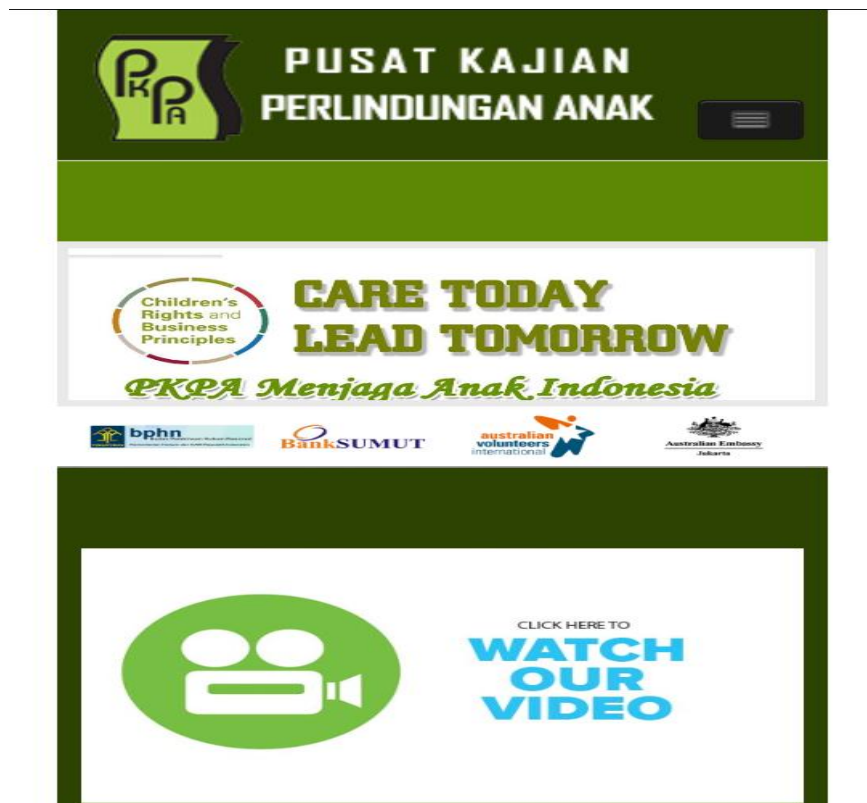 PKPA
PUSAT KAJIAN
PERLINDUNGAN ANAK
Children's
Rights and
Business
Principles
CARE TODAY
LEAD TOMORROW
PKPA Menjaga Anak Indonesia
bphn
BankSUMUT
australian
volunteers
international
Australian Embassy
Jakarta
CLICK HERE TO
WATCH
OUR
VIDEO